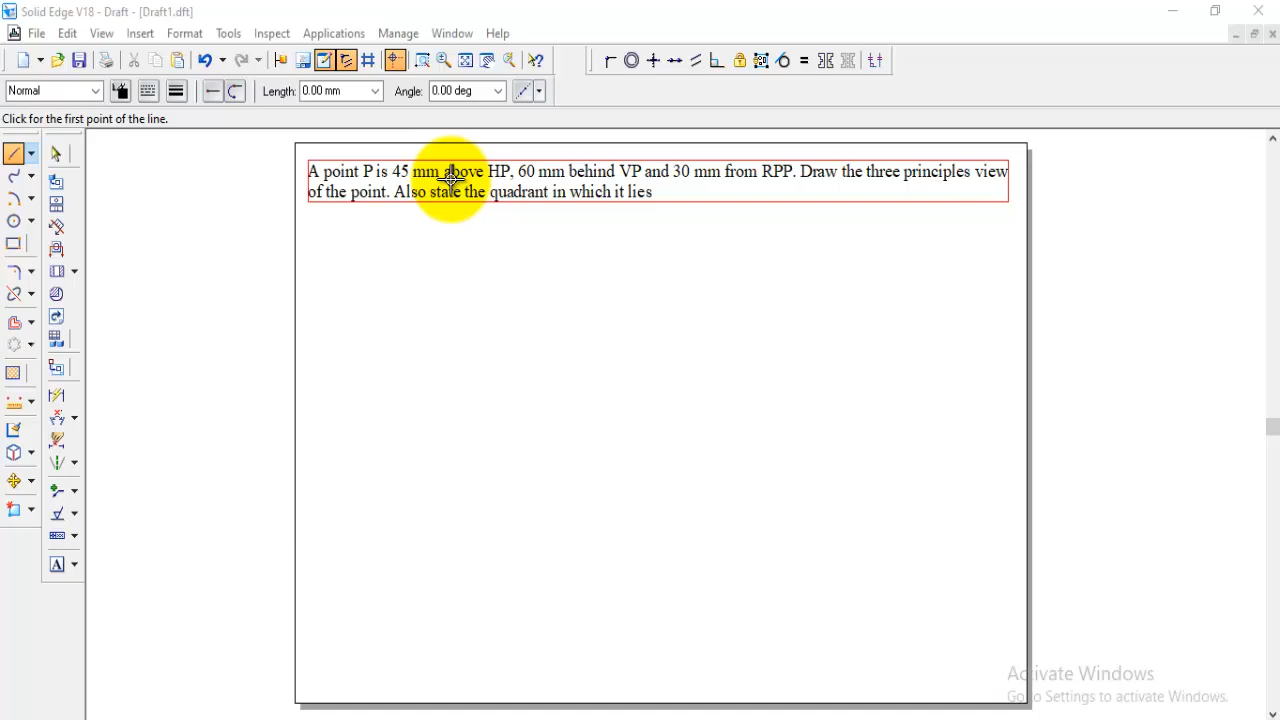 Solid Edge V18 - Draft - [Draft1.dft]
File Edit View Insert Format Tools Inspect Applications Manage Window Help
Normal Length: 0.00 mm Angle: 0.00 deg
Click for the first point of the line.
A point P is 45 mm above HP, 60 mm behind VP and 30 mm from RPP. Draw the three principles view
of the point. Also state the quadrant in which it lies
Activate Windows
Go to Settings to activate Windows.